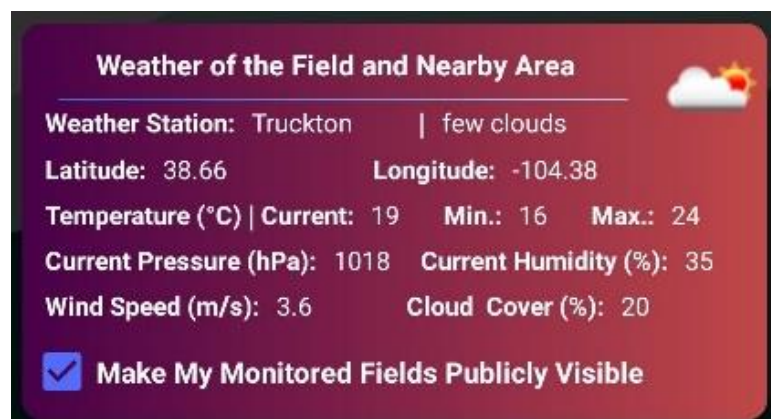 Weather of the Field and Nearby Area
Weather Station: Truckton | few clouds
Latitude: 38.66 Longitude: -104.38
Temperature (°C) | Current: 19 Min.: 16 Max.: 24
Current Pressure (hPa): 1018 Current Humidity (%): 35
Wind Speed (m/s): 3.6 Cloud Cover (%): 20
Make My Monitored Fields Publicly Visible